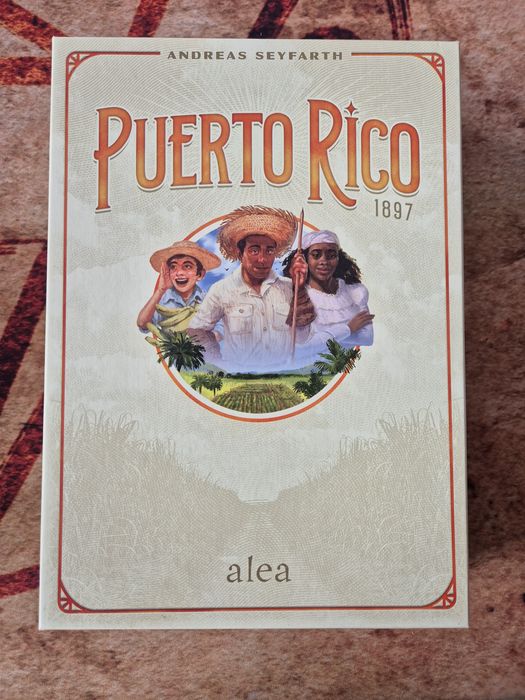 ANDREAS SEYFARTH
PUERTO RICO
1897
alea